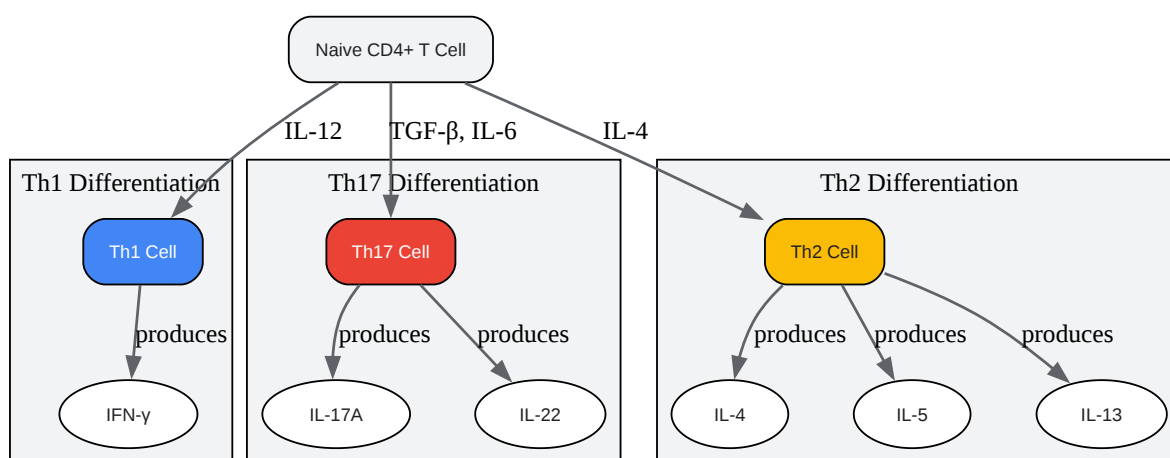 Naive CD4+ T Cell
IL-12
TGF-β, IL-6
IL-4
Th1 Differentiation
Th17 Differentiation
Th2 Differentiation
Th1 Cell
Th17 Cell
Th2 Cell
produces
produces
produces
produces
produces
produces
IFN-γ
IL-17A
IL-22
IL-4
IL-5
IL-13